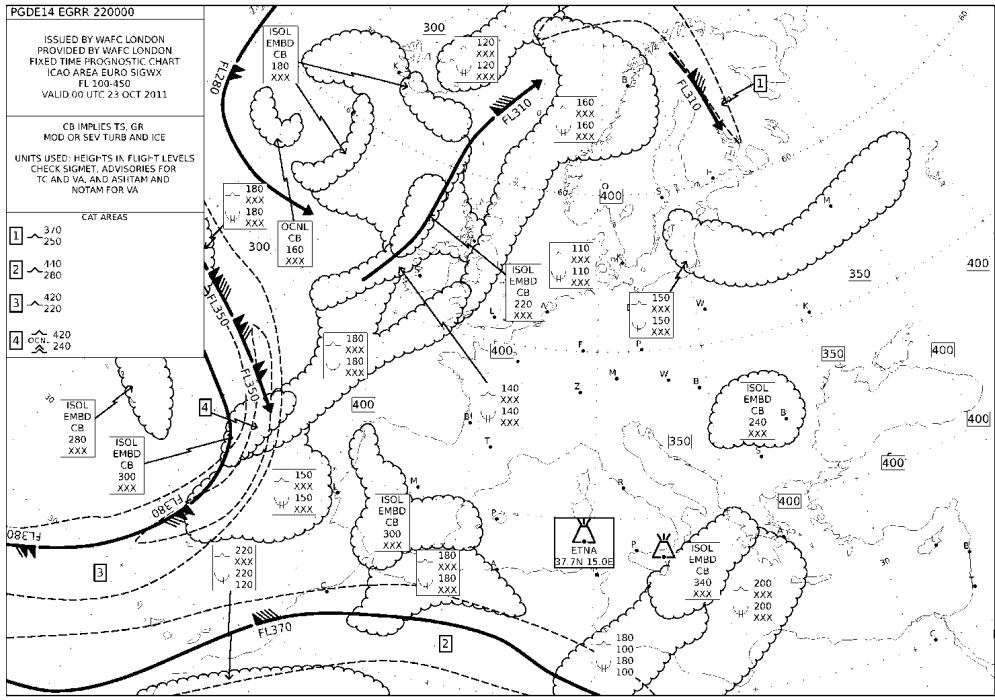 PGDE14 EGRR 220000
ISSUED BY WAFC LONDON
PROVIDED BY WAFC LONDON
FIXED TIME PROGNOSTIC CHART
ICAO AREA EURO SIGWX
FL 100-450
VALID 00 UTC 23 OCT 2011
CB IMPLIES TS, GR
MOD OR SEV TURB AND ICE
UNITS USED: HEIGHTS IN FLIGHT LEVELS
CHECK SIGMET, ADVISORIES FOR
TC AND VA, AND ASHTAM AND
NOTAM FOR VA
CAT AREAS
1
370
250
2
440
280
3
420
220
4
OCNL
420
240
FL280
ISOL
EMBD
CB
180
XXX
K
300
120
XXX
120
XXX
FL310
160
XXX
160
XXX
B
FL310
1
60
60
60
180
XXX
180
XXX
300
OCNL
CB
160
XXX
O
400
S
H
M
110
XXX
110
XXX
K
ISOL
EMBD
CB
220
XXX
S
L
A
150
XXX
150
XXX
W
K
350
400
FL350
FL350
180
XXX
180
XXX
400
F
P
350
400
4
400
140
XXX
140
XXX
Z
M
W
B
ISOL
EMBD
CB
240
XXX
B
S
400
ISOL
EMBD
CB
280
XXX
ISOL
EMBD
CB
300
XXX
B
T
350
400
150
XXX
150
XXX
L
M
ISOL
EMBD
CB
300
XXX
P
R
400
A
FL380
FL380
30
3
220
XXX
220
120
C
180
XXX
180
XXX
A
ETNA
37.7N 15.0E
P
ISOL
EMBD
CB
340
XXX
200
XXX
200
XXX
30
B
T
C
FL370
2
180
100
180
100